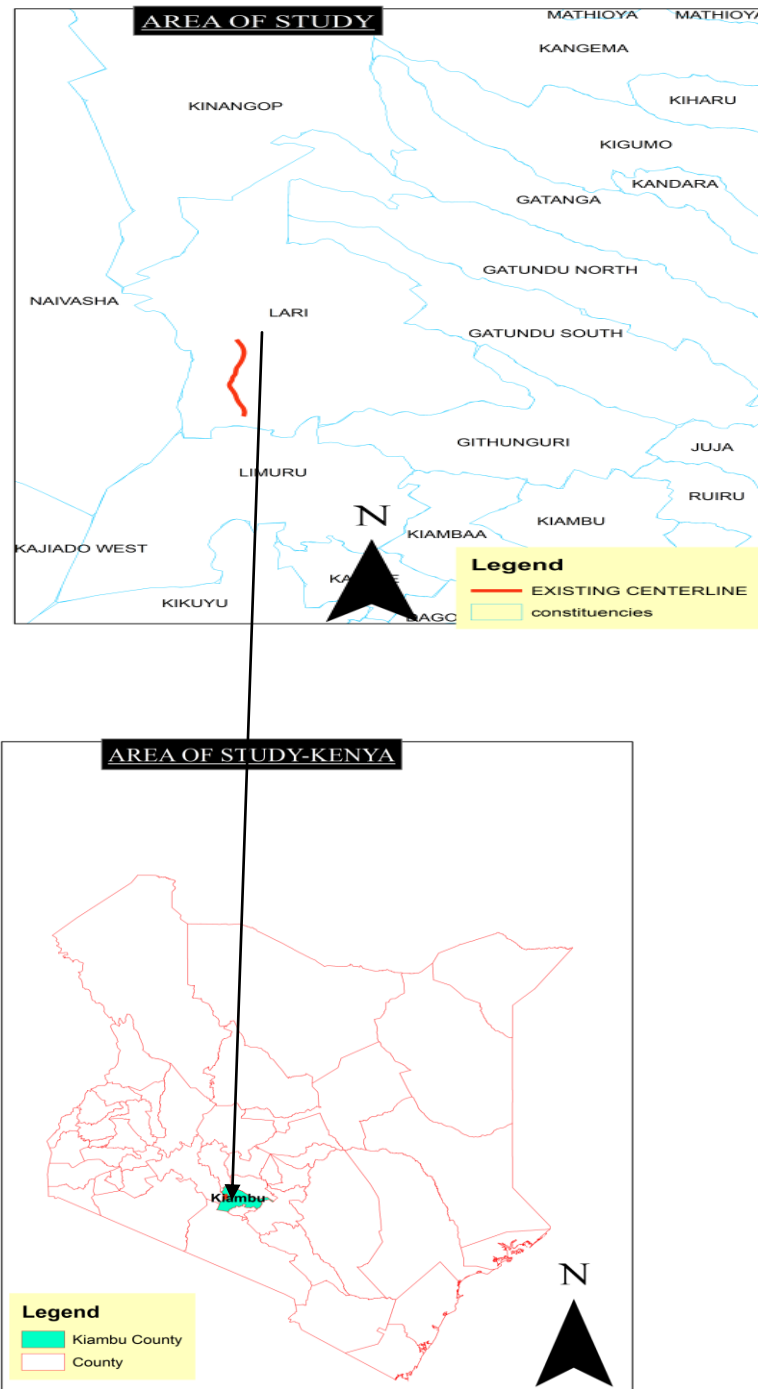 AREA OF STUDY
MATHIOYA
MATHIOYA
KANGEMA
KIHARU
KINANGOP
KIGUMO
KANDARA
GATANGA
GATUNDU NORTH
NAIVASHA
LARI
GATUNDU SOUTH
GITHUNGURI
JUJA
LIMURU
RUIRU
N
KIAMBU
KIAMBAA
KAJIADO WEST
KIKUYU
Legend
EXISTING CENTERLINE
constituencies
AREA OF STUDY-KENYA
Kiambu
N
Legend
Kiambu County
County